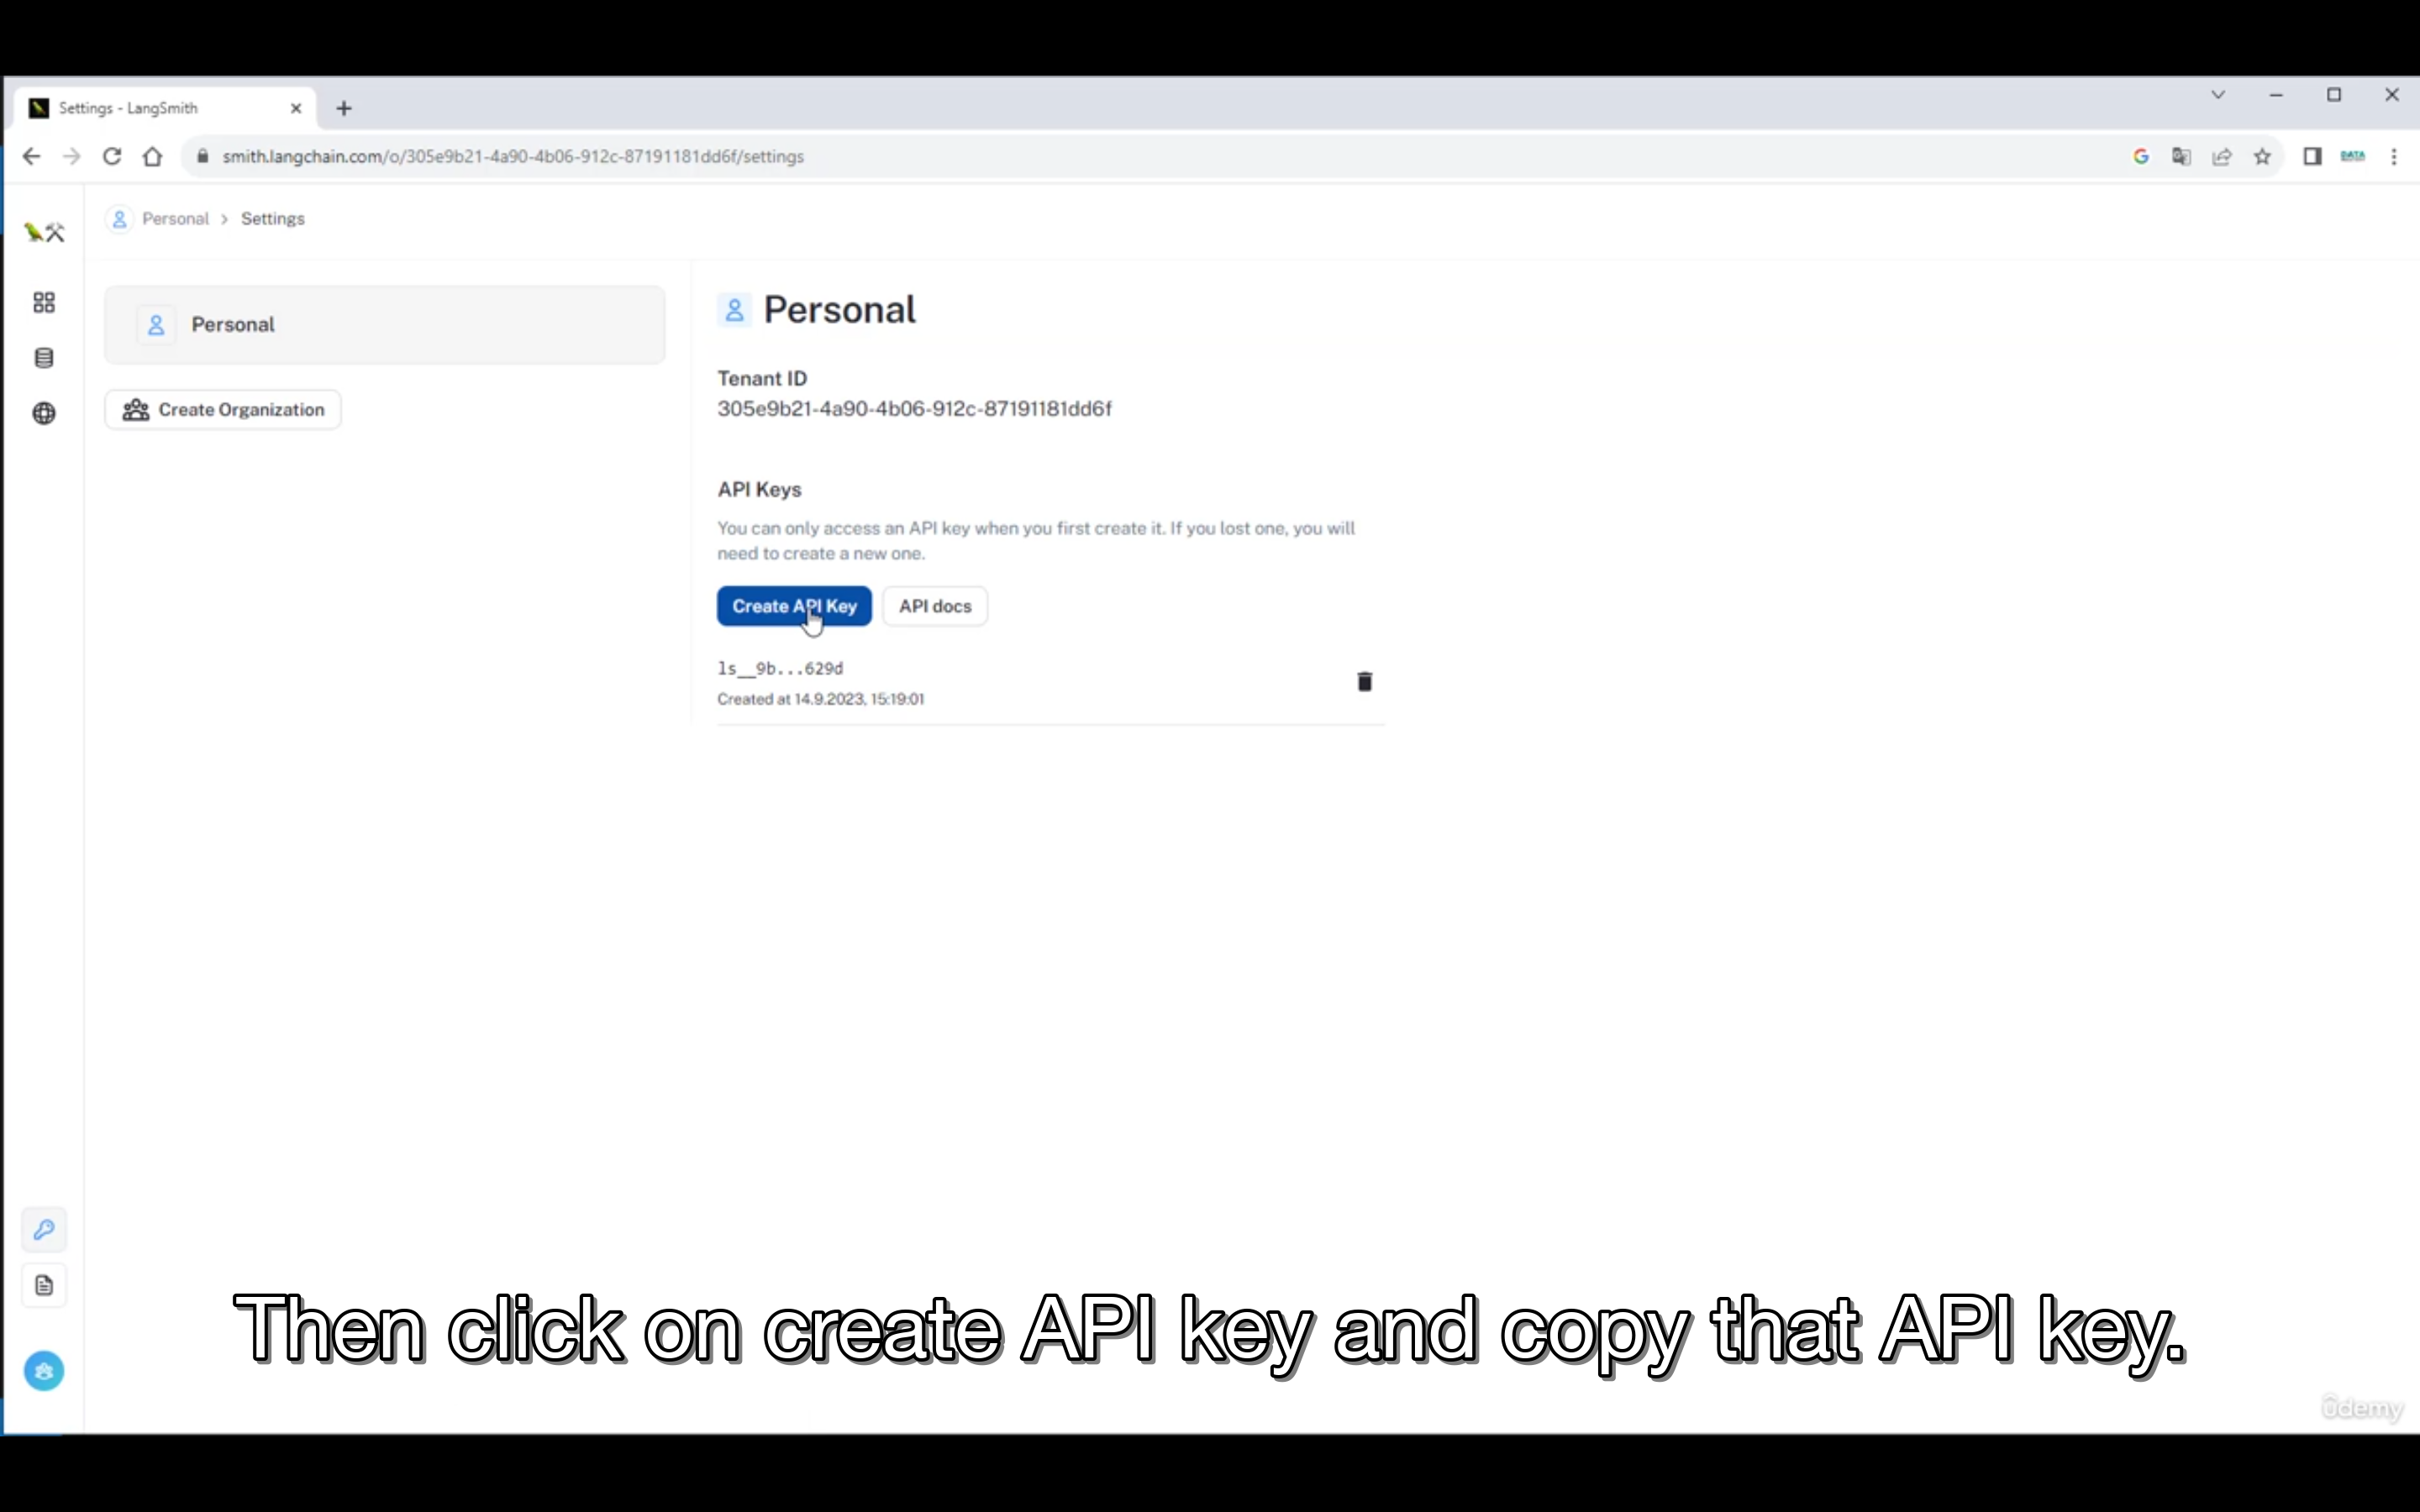 Settings - LangSmith
smith.langchain.com/o/305e9b21-4a90-4b06-912c-87191181dd6f/settings
DATA
Personal > Settings
Personal
Create Organization
Personal
Tenant ID
305e9b21-4a90-4b06-912c-87191181dd6f
API Keys
You can only access an API key when you first create it. If you lost one, you will
need to create a new one.
Create API Key
API docs
ls__9b...629d
Created at 14.9.2023, 15:19:01
Then click on create API key and copy that API key.
ûdemy